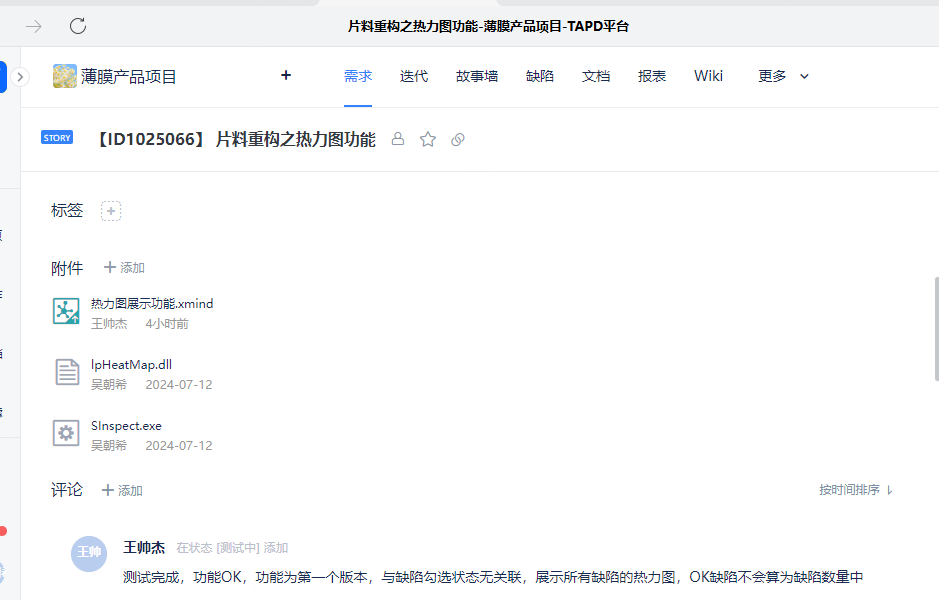 片料重构之热力图功能-薄膜产品项目-TAPD平台
薄膜产品项目 + 需求 迭代 故事墙 缺陷 文档 报表 Wiki 更多
STORY 【ID1025066】 片料重构之热力图功能
标签
附件 添加
热力图展示功能.xmind
王帅杰 4小时前
IpHeatMap.dll
吴朝希 2024-07-12
SInspect.exe
吴朝希 2024-07-12
评论 添加 按时间排序
王帅 王帅杰 在状态 [测试中] 添加
测试完成，功能OK，功能为第一个版本，与缺陷勾选状态无关联，展示所有缺陷的热力图，OK缺陷不会算为缺陷数量中